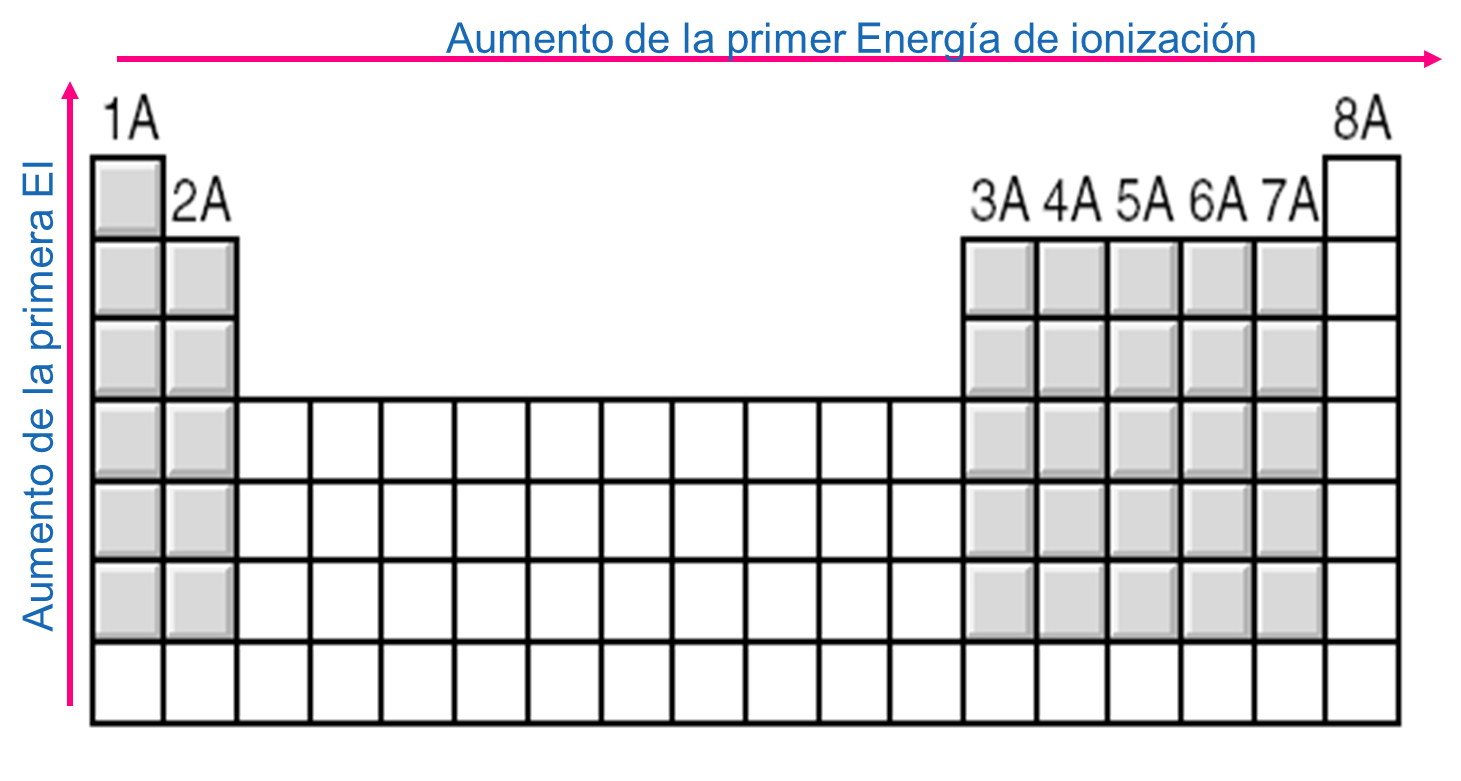 Aumento de la primer Energía de ionización
Aumento de la primera EI
1A
8A
2A
3A 4A 5A 6A 7A